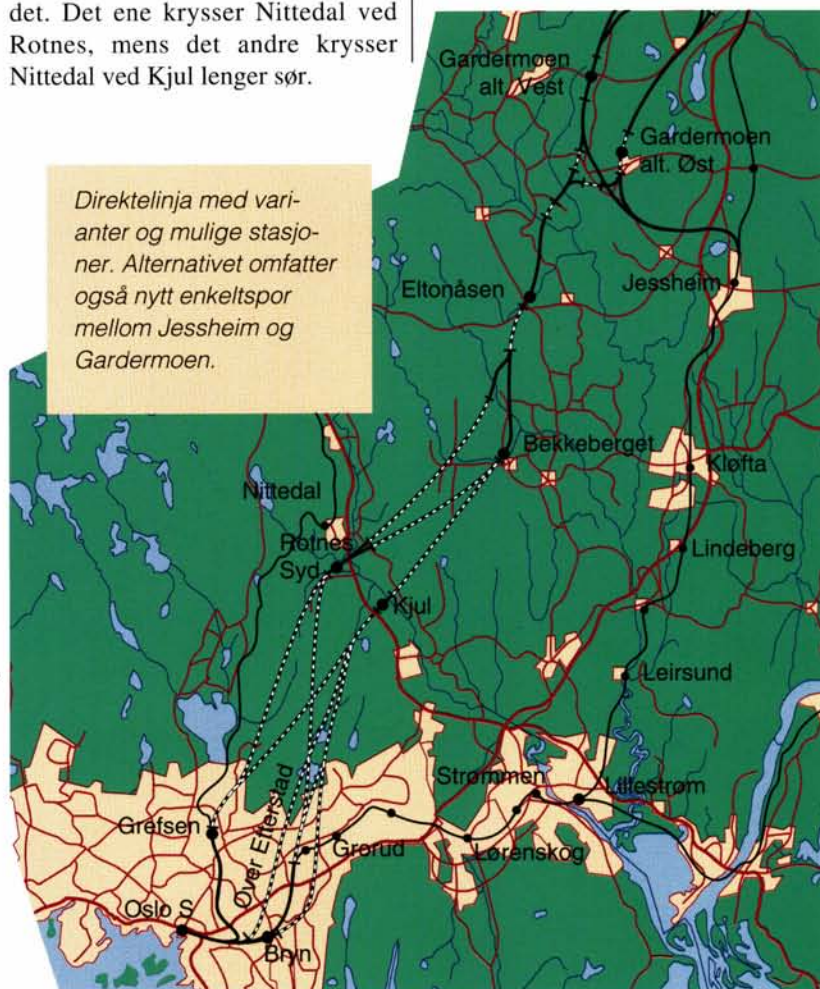 det. Det ene krysser Nittedal ved
Rotnes, mens det andre krysser
Nittedal ved Kjul lenger sør.
Direktelinja med vari-
anter og mulige stasjo-
ner. Alternativet omfatter
også nytt enkeltspor
mellom Jessheim og
Gardermoen.
Gardermoen
alt. Vest
Gardermoen
alt. Øst
Eltonåsen
Jessheim
Bekkeberget
Kløfta
Nittedal
Rotnes
Syd
Lindeberg
Kjul
Leirsund
Strømmen
Lillestrøm
Grefsen
Over Etterstad
Grorud
Lørenskog
Oslo S
Bryn